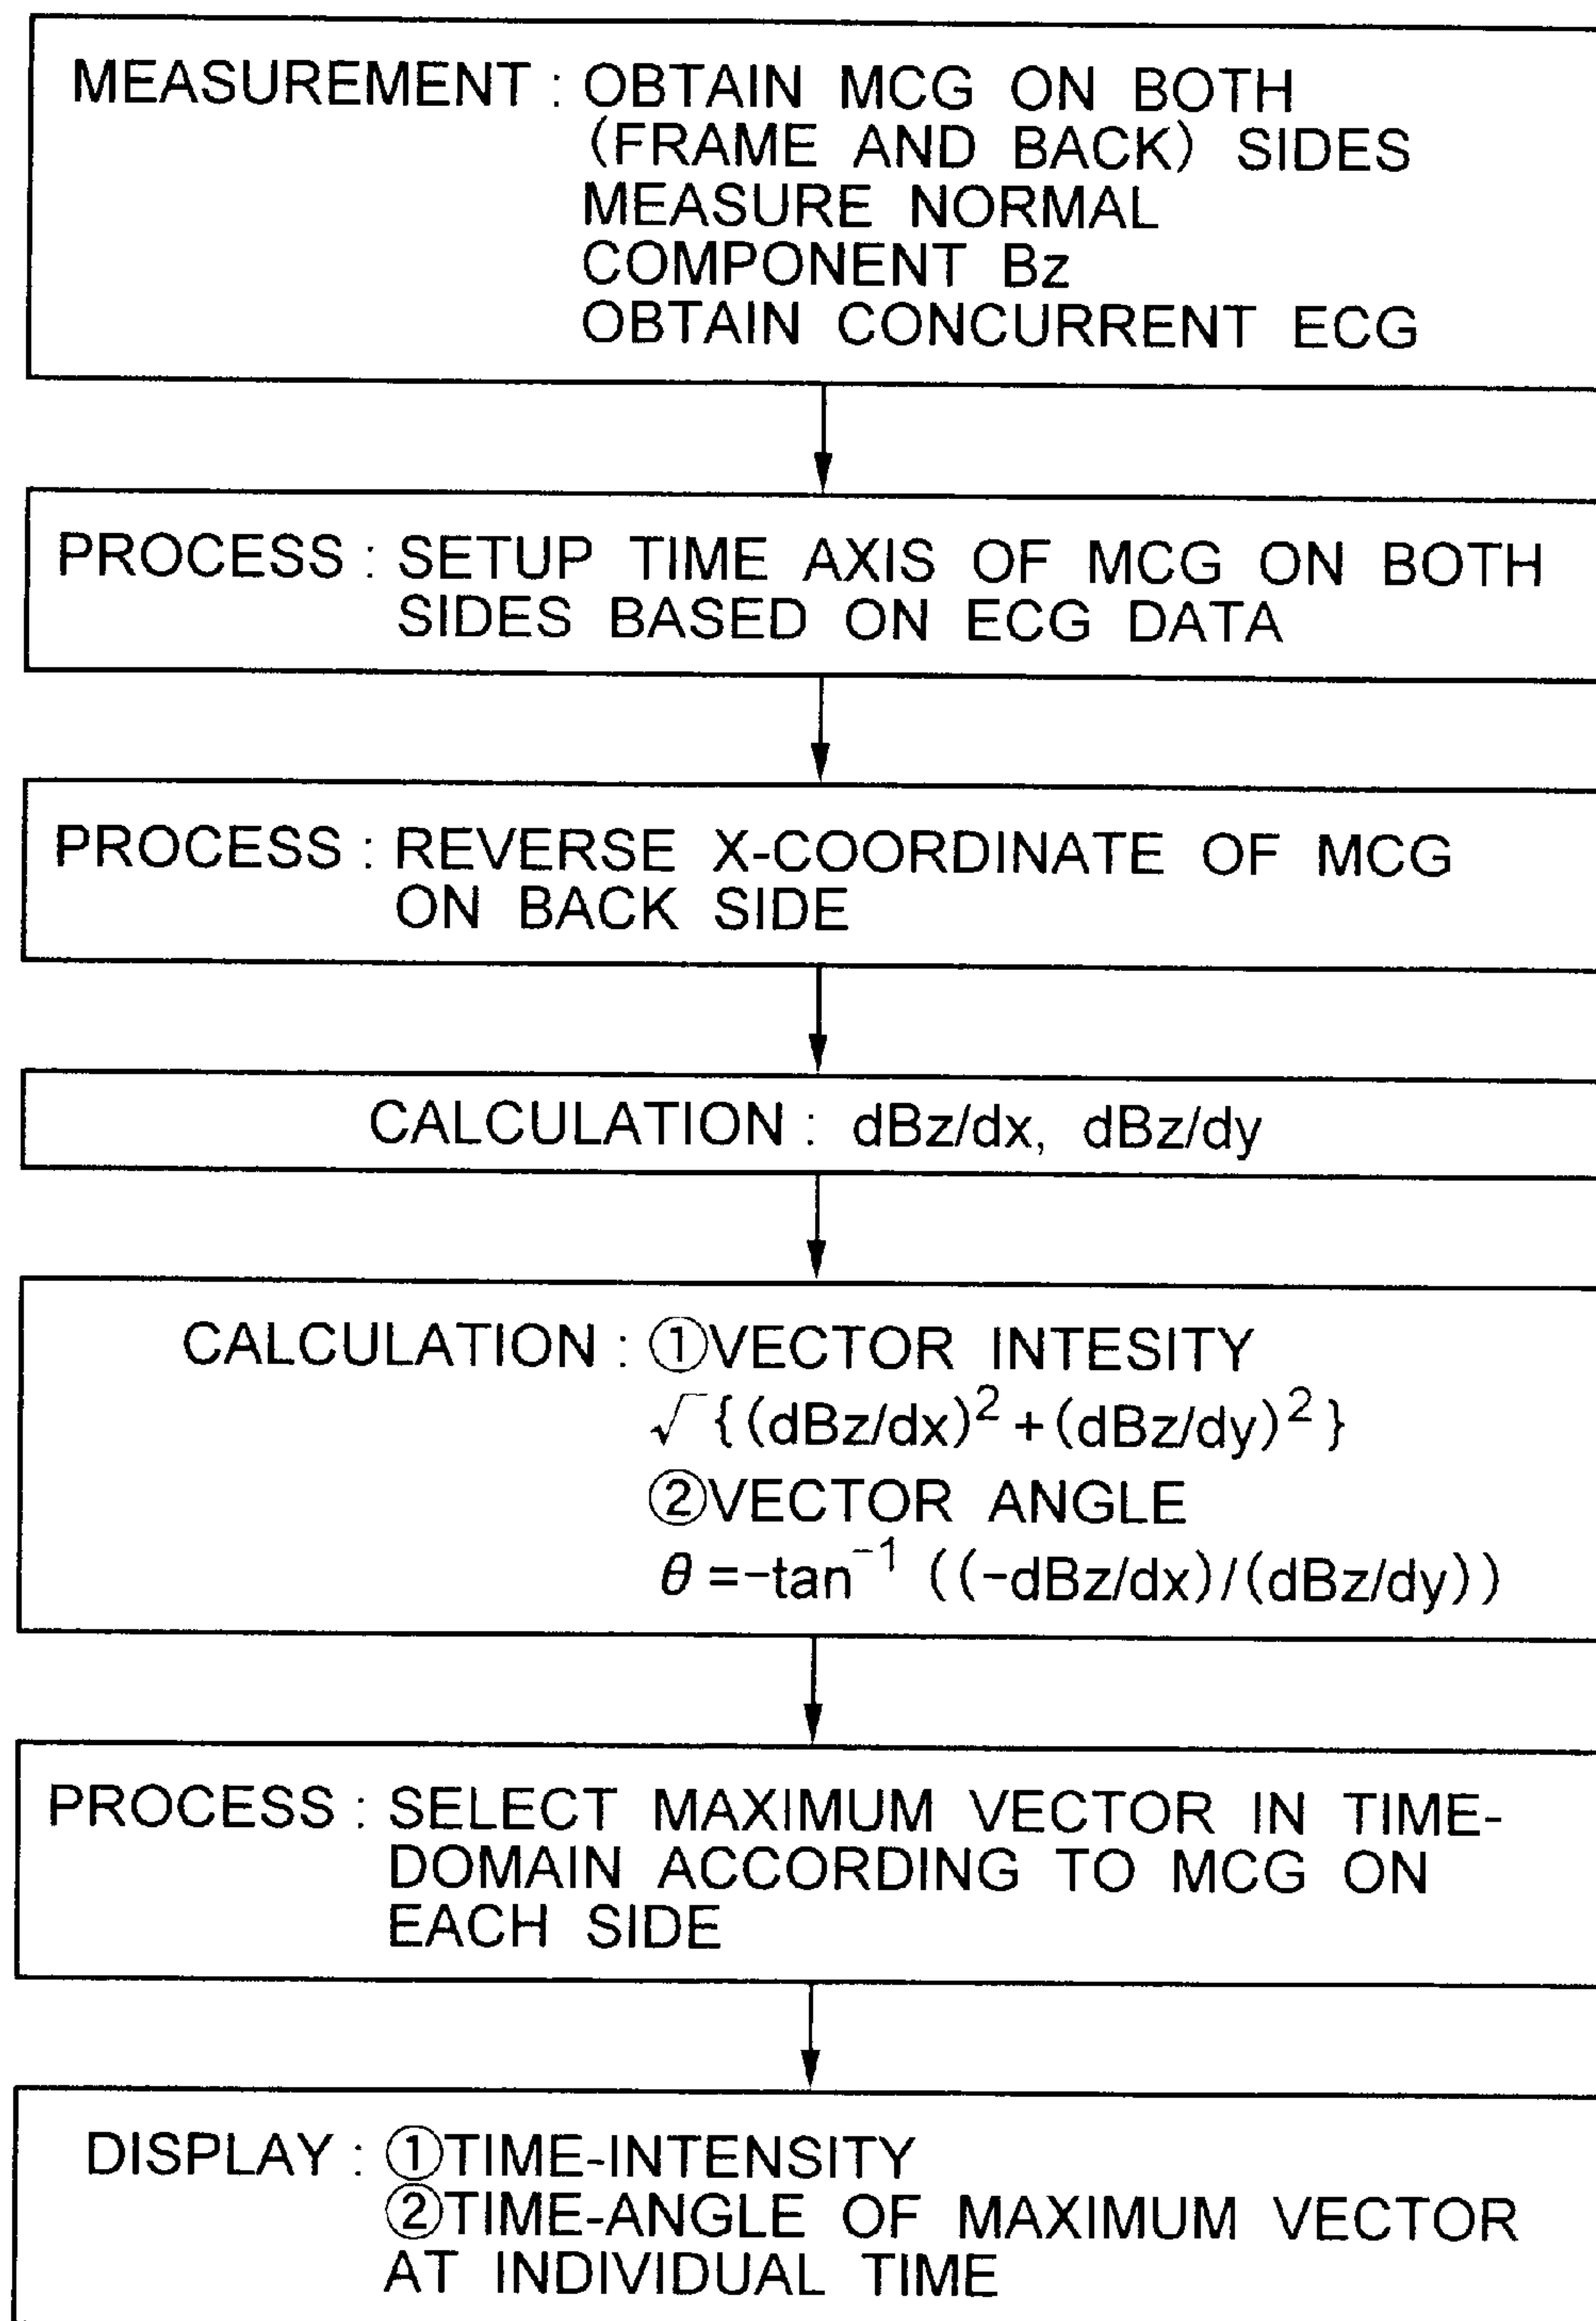 MEASUREMENT : OBTAIN MCG ON BOTH
(FRAME AND BACK) SIDES
MEASURE NORMAL
COMPONENT Bz
OBTAIN CONCURRENT ECG
PROCESS : SETUP TIME AXIS OF MCG ON BOTH
SIDES BASED ON ECG DATA
PROCESS : REVERSE X-COORDINATE OF MCG
ON BACK SIDE
CALCULATION : dBz/dx, dBz/dy
CALCULATION : ①VECTOR INTESITY
√{(dBz/dx)²+(dBz/dy)²}
②VECTOR ANGLE
θ=-tan⁻¹ ((-dBz/dx)/(dBz/dy))
PROCESS : SELECT MAXIMUM VECTOR IN TIME-
DOMAIN ACCORDING TO MCG ON
EACH SIDE
DISPLAY : ①TIME-INTENSITY
②TIME-ANGLE OF MAXIMUM VECTOR
AT INDIVIDUAL TIME